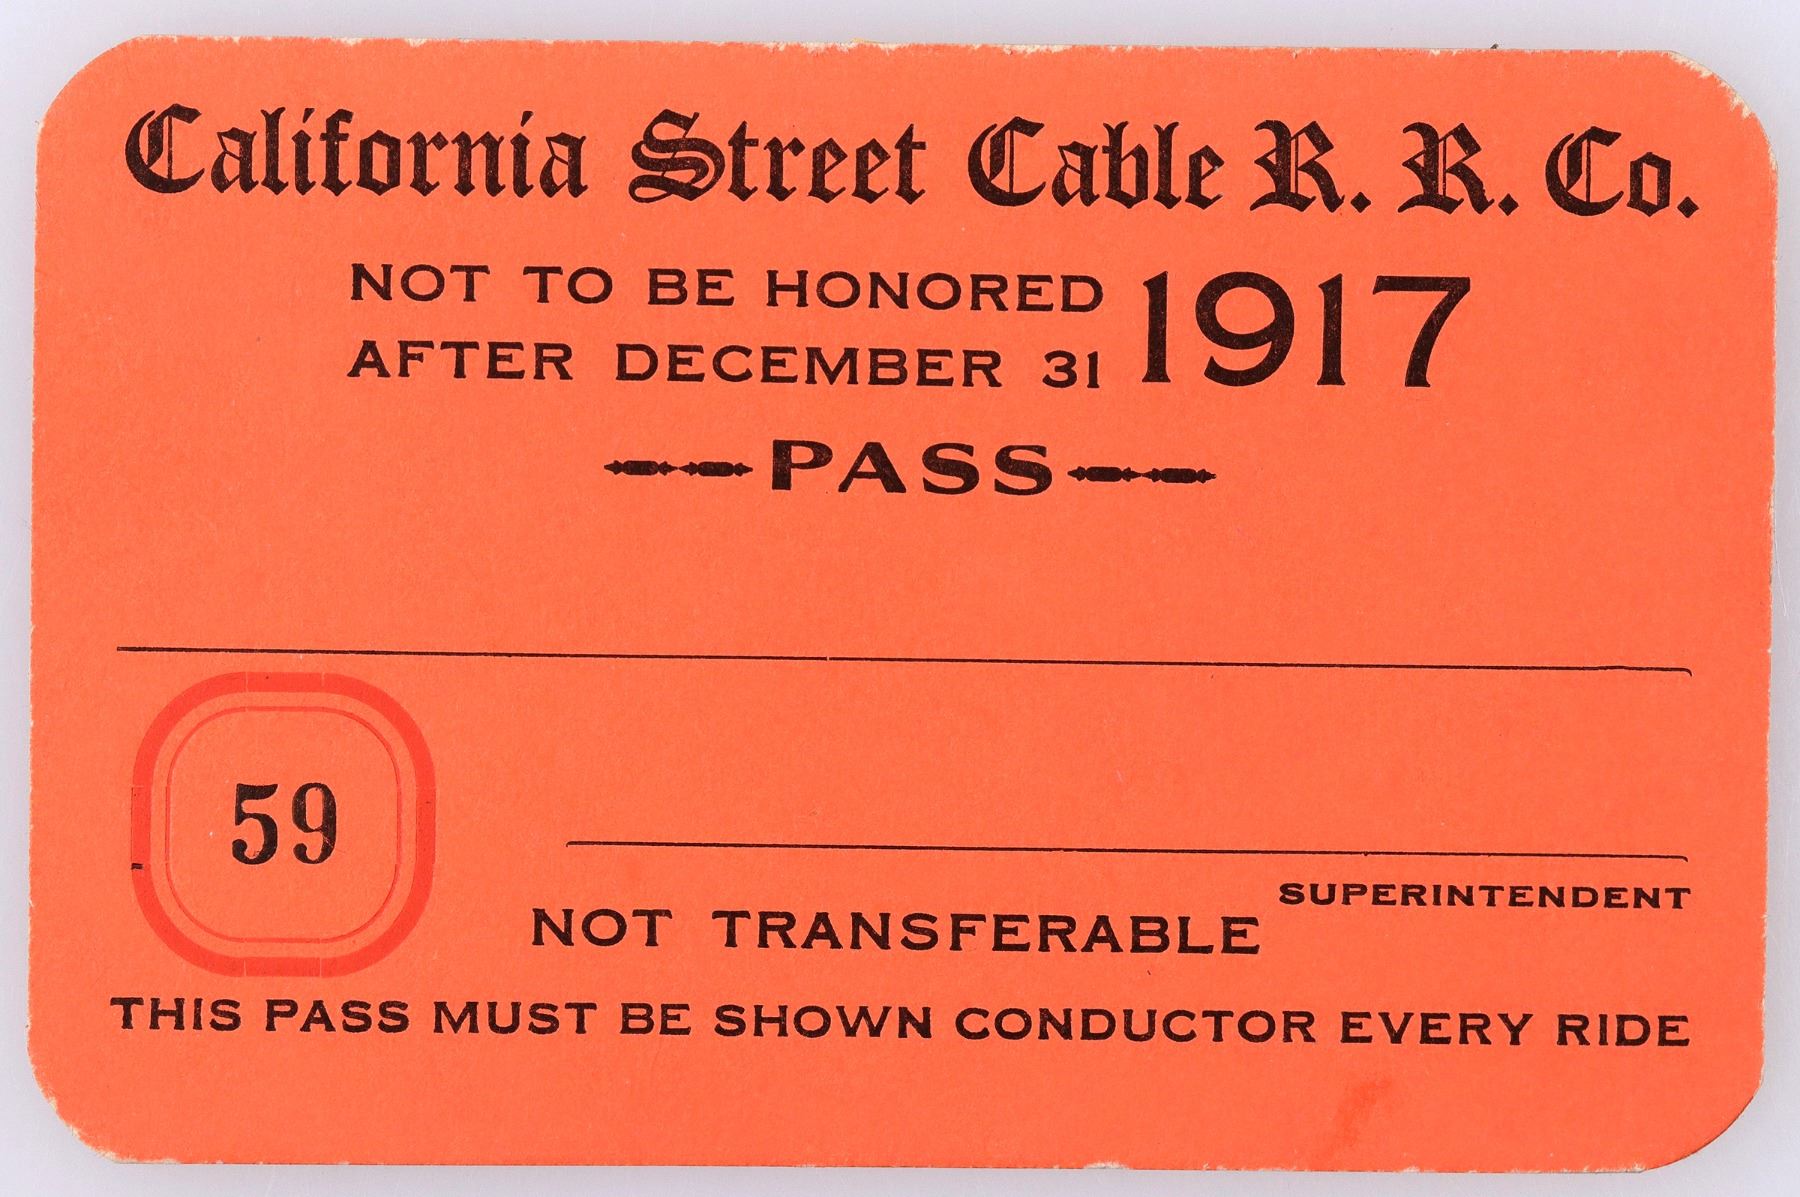 California Street Cable R. R. Co.
NOT TO BE HONORED
AFTER DECEMBER 31 1917
PASS
59
SUPERINTENDENT
NOT TRANSFERABLE
THIS PASS MUST BE SHOWN CONDUCTOR EVERY RIDE